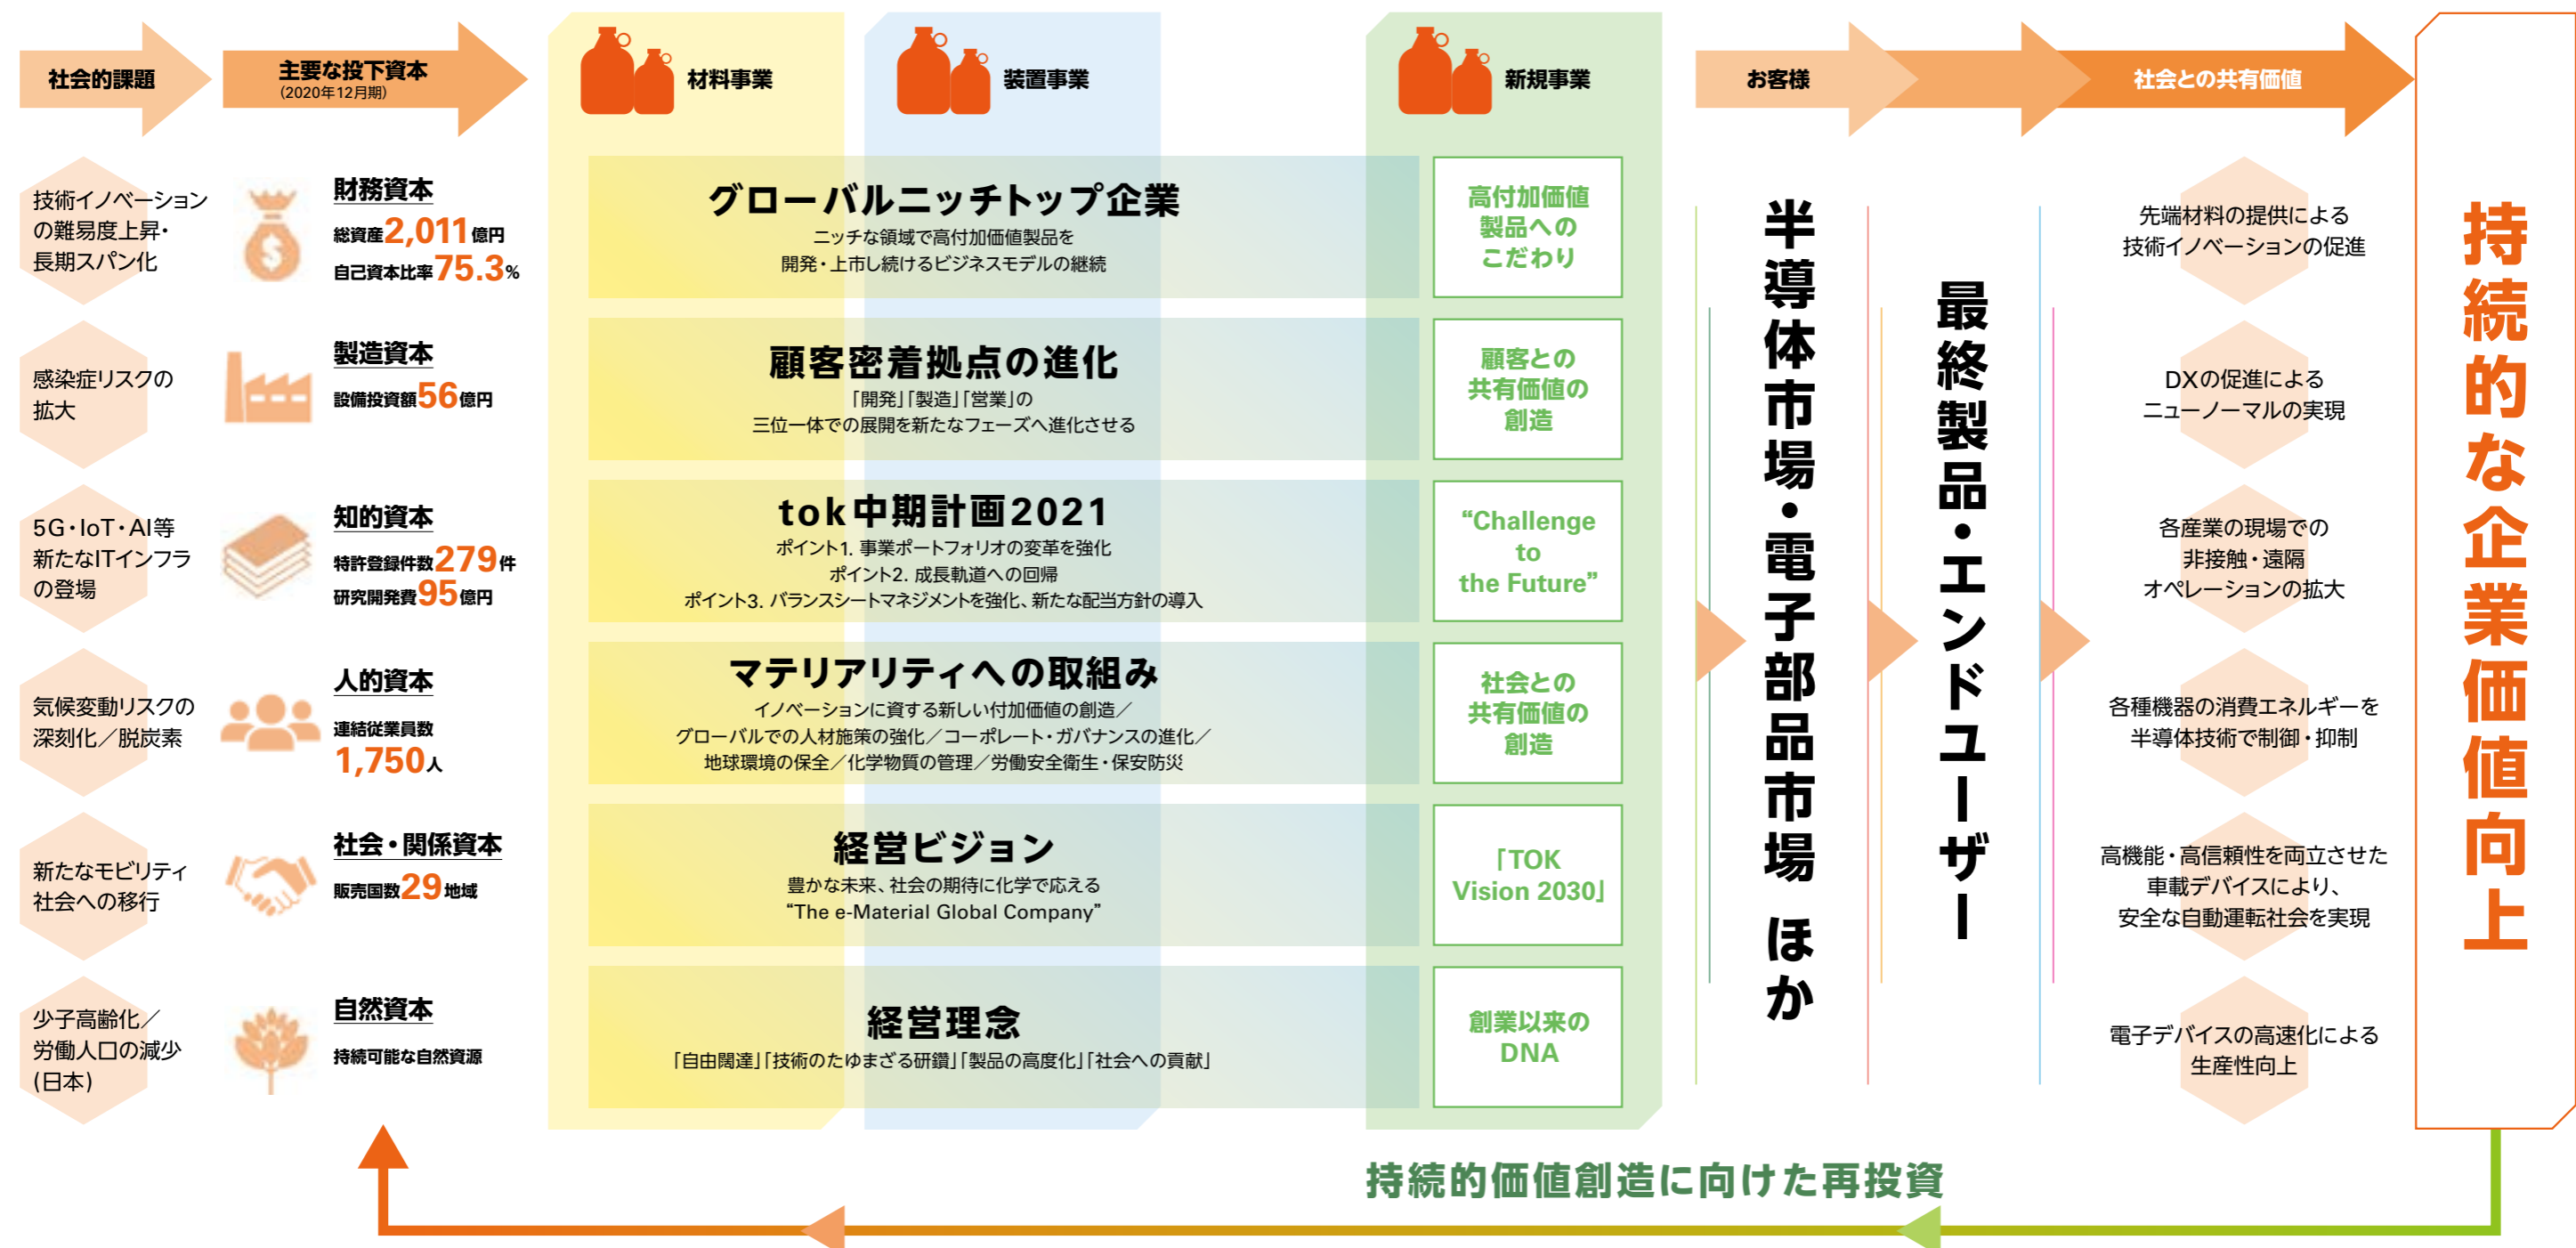 社会的課題
主要な投下資本
(2020年12月期)
材料事業
装置事業
新規事業
お客様
社会との共有価値
技術イノベーション
の難易度上昇・
長期スパン化
感染症リスクの
拡大
5G・IoT・AI等
新たなITインフラ
の登場
気候変動リスクの
深刻化／脱炭素
新たなモビリティ
社会への移行
少子高齢化／
労働人口の減少
(日本)
財務資本
総資産2,011億円
自己資本比率75.3%
製造資本
設備投資額56億円
知的資本
特許登録件数279件
研究開発費95億円
人的資本
連結従業員数
1,750人
社会・関係資本
販売国数29地域
自然資本
持続可能な自然資源
グローバルニッチトップ企業
ニッチな領域で高付加価値製品を
開発・上市し続けるビジネスモデルの継続
顧客密着拠点の進化
「開発」「製造」「営業」の
三位一体での展開を新たなフェーズへ進化させる
tok中期計画2021
ポイント1. 事業ポートフォリオの変革を強化
ポイント2. 成長軌道への回帰
ポイント3. バランスシートマネジメントを強化、新たな配当方針の導入
マテリアリティへの取組み
イノベーションに資する新しい付加価値の創造／
グローバルでの人材施策の強化／コーポレート・ガバナンスの進化／
地球環境の保全／化学物質の管理／労働安全衛生・保安防災
経営ビジョン
豊かな未来、社会の期待に化学で応える
“The e-Material Global Company”
経営理念
「自由闊達」「技術のたゆまざる研鑽」「製品の高度化」「社会への貢献」
高付加価値
製品への
こだわり
顧客との
共有価値の
創造
“Challenge
to
the Future”
社会との
共有価値の
創造
「TOK
Vision 2030」
創業以来の
DNA
半導体市場・電子部品市場 ほか
最終製品・エンドユーザー
先端材料の提供による
技術イノベーションの促進
DXの促進による
ニューノーマルの実現
各産業の現場での
非接触・遠隔
オペレーションの拡大
各種機器の消費エネルギーを
半導体技術で制御・抑制
高機能・高信頼性を両立させた
車載デバイスにより、
安全な自動運転社会を実現
電子デバイスの高速化による
生産性向上
持続的な企業価値向上
持続的価値創造に向けた再投資